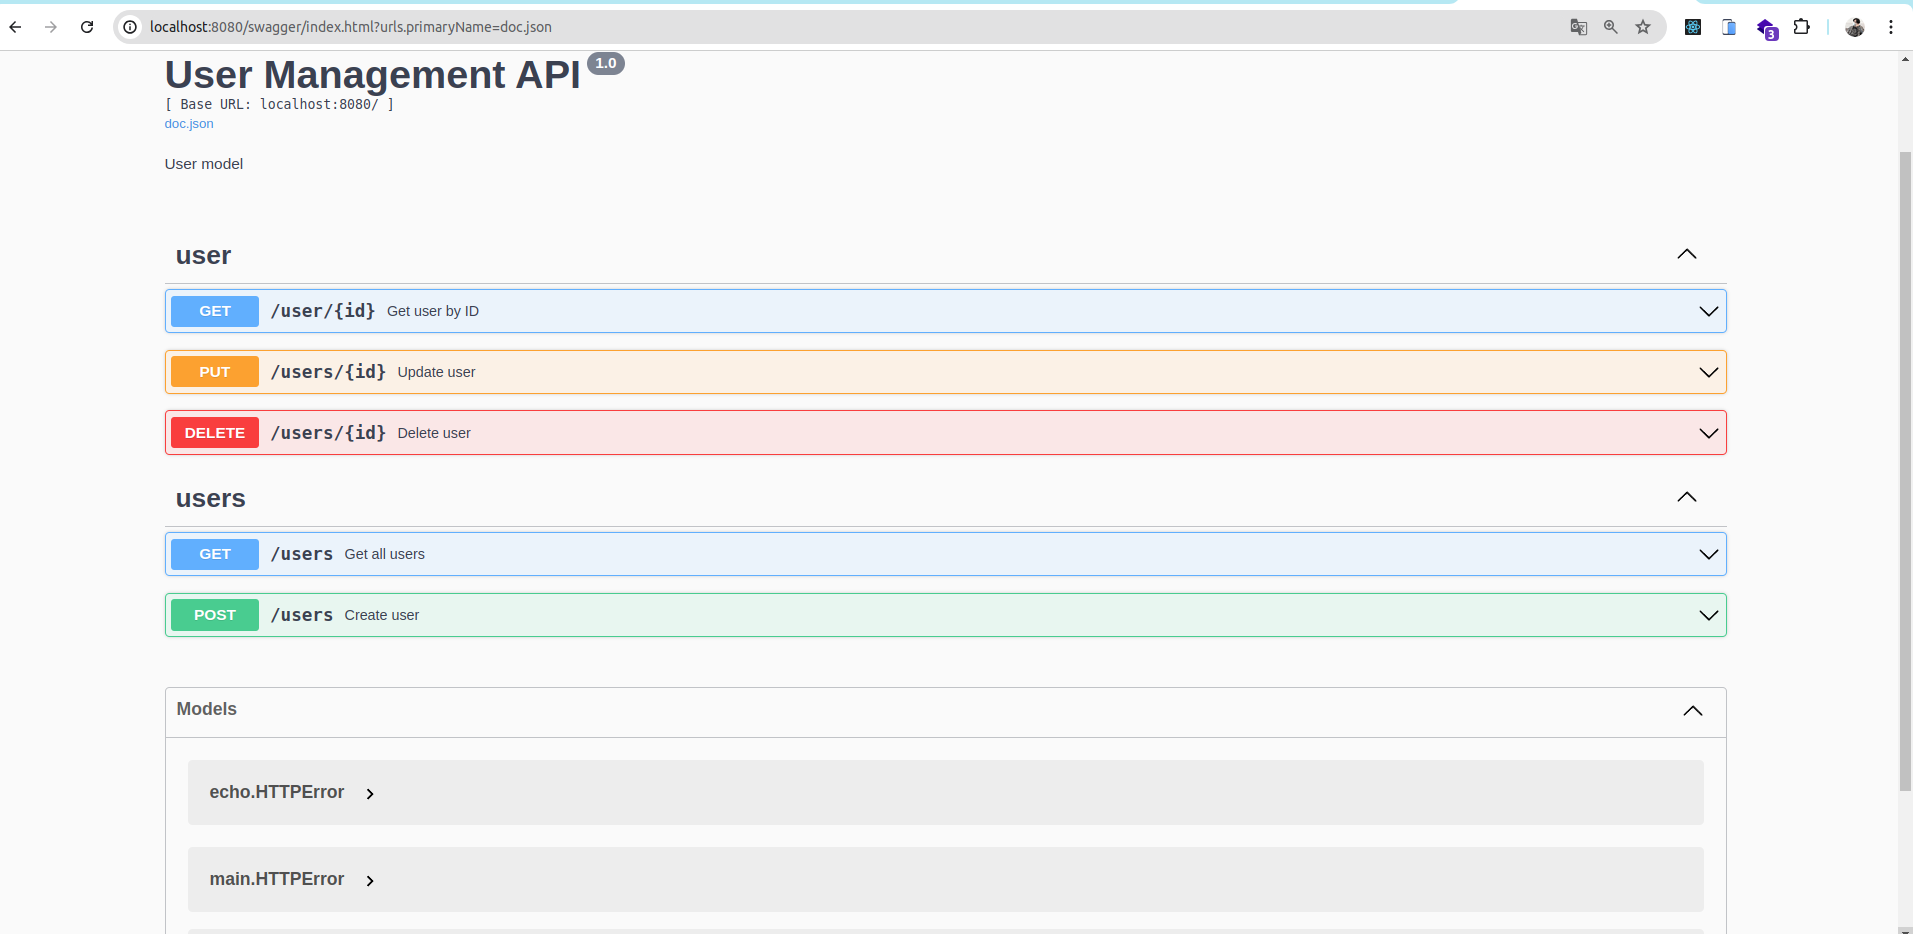 localhost:8080/swagger/index.html?urls.primaryName=doc.json
3
User Management API 1.0
[ Base URL: localhost:8080/ ]
doc.json
User model
user
GET /user/{id} Get user by ID
PUT /users/{id} Update user
DELETE /users/{id} Delete user
users
GET /users Get all users
POST /users Create user
Models
echo.HTTPError
main.HTTPError